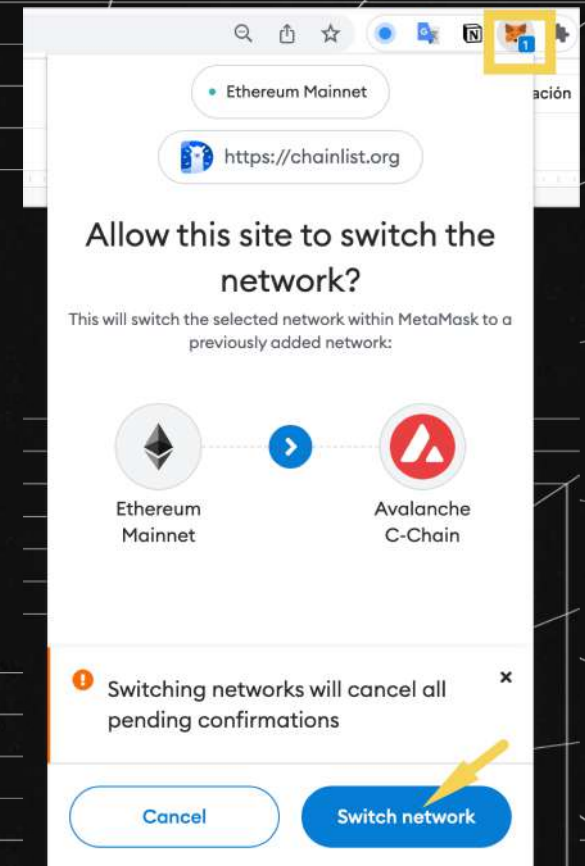 1
Ethereum Mainnet
ación
https://chainlist.org
Allow this site to switch the
network?
This will switch the selected network within MetaMask to a
previously added network:
Ethereum
Mainnet
Avalanche
C-Chain
Switching networks will cancel all
pending confirmations
Cancel
Switch network